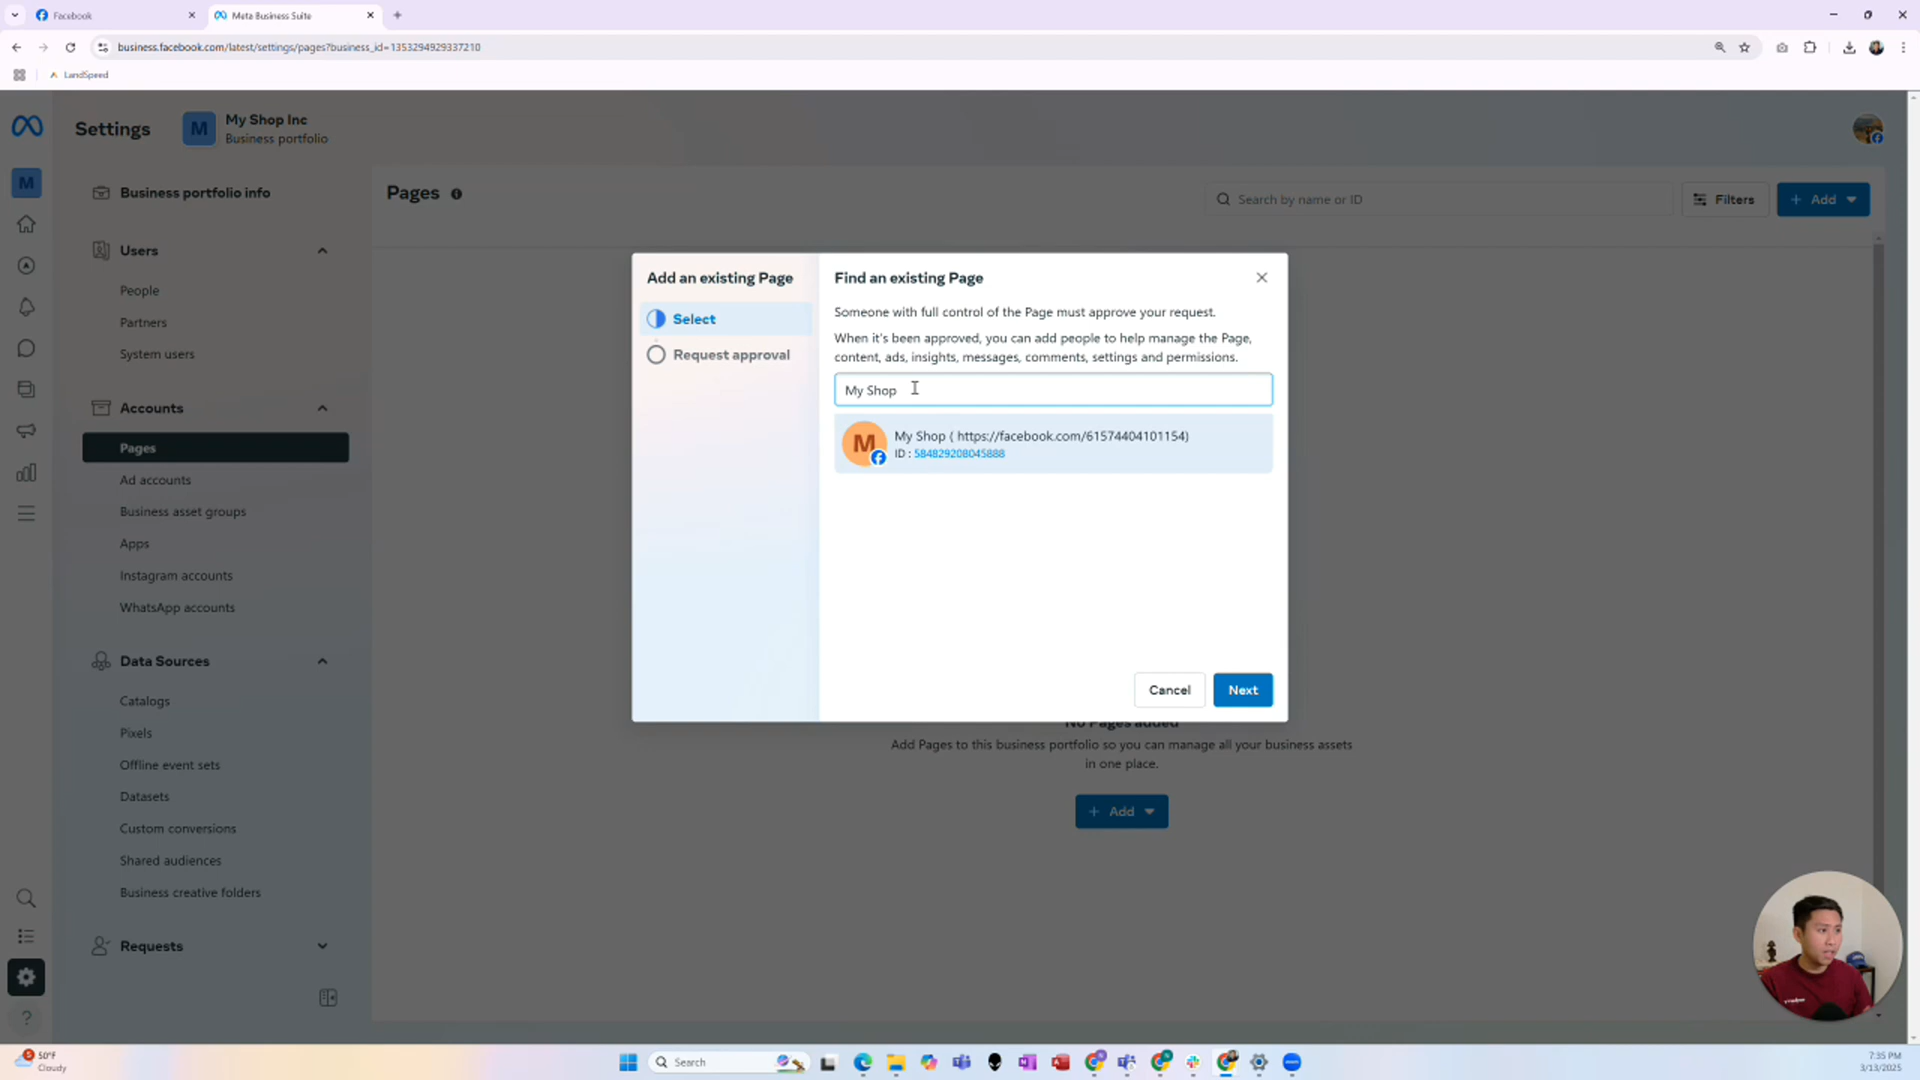 Facebook
Meta Business Suite
business.facebook.com/latest/settings/pages?business_id=1353294929337210
LandSpeed
Settings
M
My Shop Inc
Business portfolio
M
Business portfolio info
Users
People
Partners
System users
Accounts
Pages
Ad accounts
Business asset groups
Apps
Instagram accounts
WhatsApp accounts
Data Sources
Catalogs
Pixels
Offline event sets
Datasets
Custom conversions
Shared audiences
Business creative folders
Requests
Pages
Search by name or ID
Filters
+ Add
Add an existing Page
Select
Request approval
Find an existing Page
Someone with full control of the Page must approve your request.
When it's been approved, you can add people to help manage the Page,
content, ads, insights, messages, comments, settings and permissions.
My Shop
M
My Shop ( https://facebook.com/61574404101154)
ID : 584829208045888
Cancel
Next
No Pages added
Add Pages to this business portfolio so you can manage all your business assets
in one place.
+ Add
50°F
Cloudy
Search
7:35 PM
3/13/2025